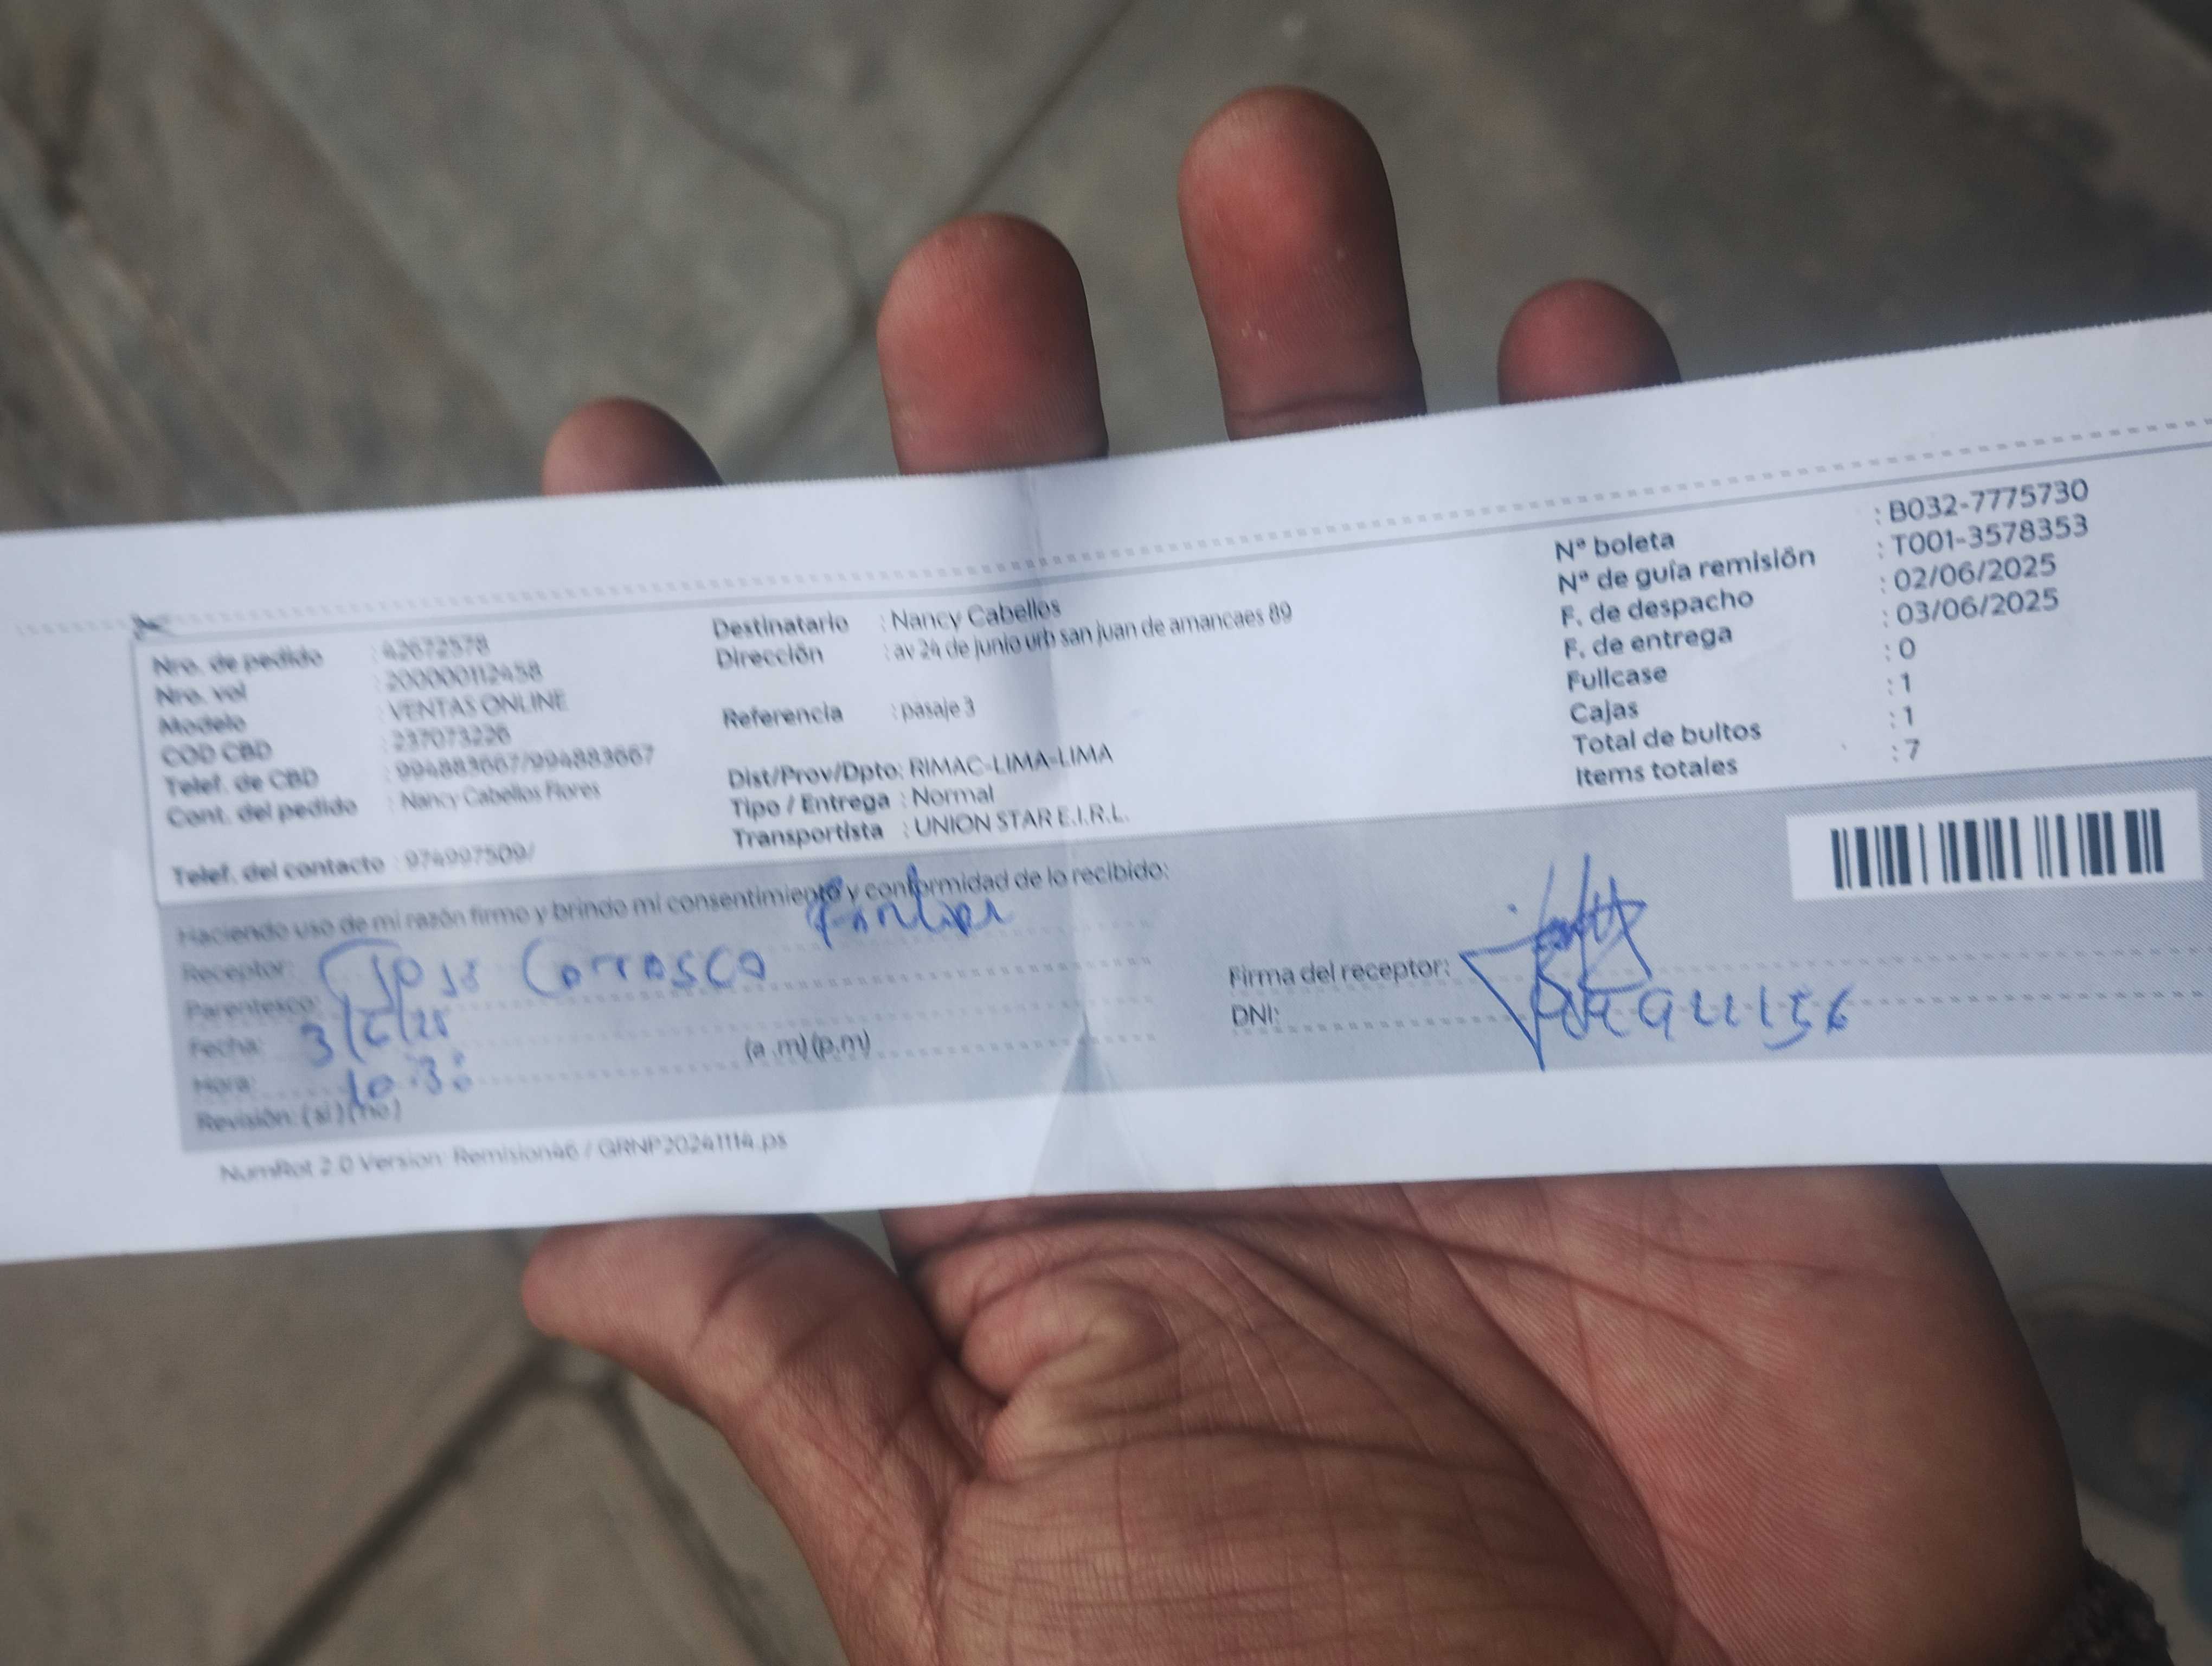 Nro. de pedido : 42672578
Nro. vol : 200000112458
Modelo : VENTAS ONLINE
COD CBD : 237073226
Telef. de CBD : 994883667/994883667
Cont. del pedido : Nancy Cabellos Flores
Telef. del contacto : 974997509/
Destinatario : Nancy Cabellos
Dirección : av 24 de junio urb san juan de amancaes 89
Referencia : pasaje 3
Dist/Prov/Dpto: RIMAC-LIMA-LIMA
Tipo / Entrega : Normal
Transportista : UNION STAR E.I.R.L.
Nº boleta : B032-7775730
Nº de guía remisión : T001-3578353
F. de despacho : 02/06/2025
F. de entrega : 03/06/2025
Fullcase : 0
Cajas : 1
Total de bultos : 1
Items totales : 7
Haciendo uso de mi razón firmo y brindo mi consentimiento y conformidad de lo recibido:
Receptor: Jose Carrasco
Parentesco:
Fecha: 3/6/25
Hora: 10:30 (a .m) (p.m)
Revisión: ( si ) ( no )
Firma del receptor:
DNI:
NumRot 2.0 Version: Remision46 / GRNP20241114.ps